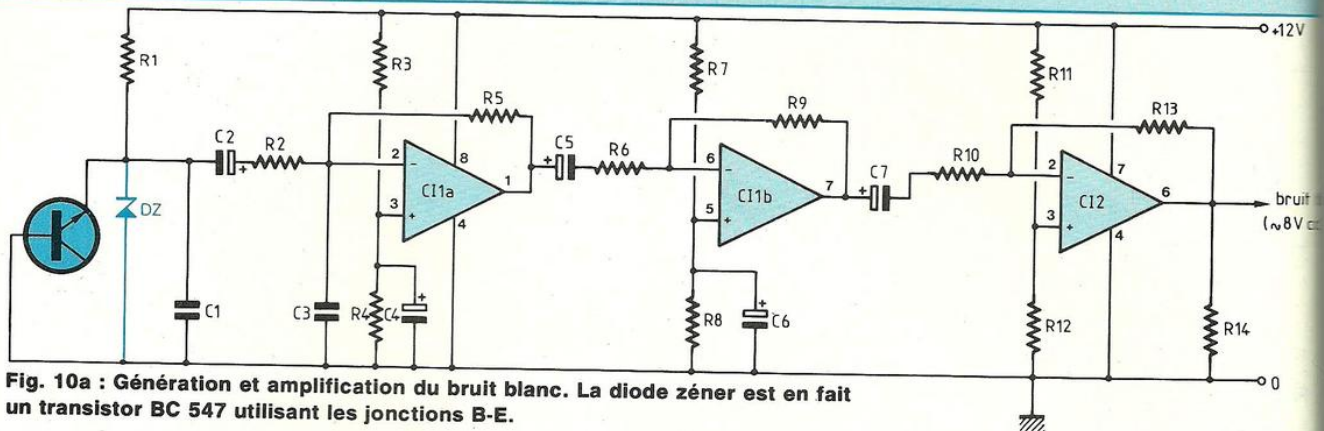 R1
R3
R7
R11
+12V
R5
R9
R13
C2
+
R2
2
-
8
C5
+
R6
6
-
C7
+
R10
2
-
7
DZ
CI1a
1
CI1b
7
CI2
6
bruit
3
+
4
5
+
3
+
4
(~8V
C1
C3
R4
C4
+
R8
+
C6
R12
R14
0
Fig. 10a : Génération et amplification du bruit blanc. La diode zéner est en fait
un transistor BC 547 utilisant les jonctions B-E.